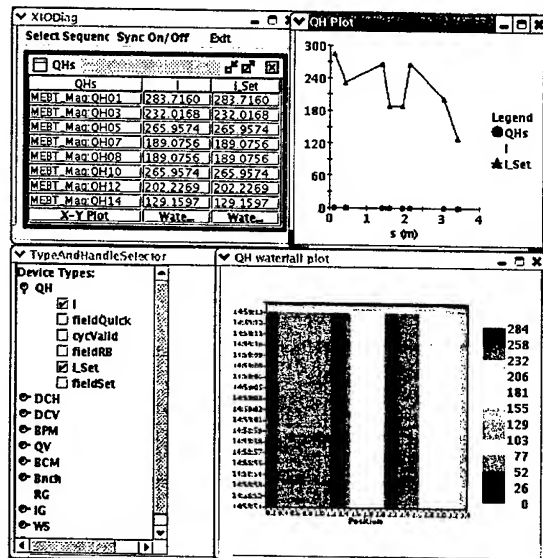 XIODiag
Select Sequenc Sync On/Off Exit
QHs
QHs I I_Set
MEBT_Mag:QH01 283.7160 283.7160
MEBT_Mag:QH03 232.0168 232.0168
MEBT_Mag:QH05 265.9574 265.9574
MEBT_Mag:QH07 189.0756 189.0756
MEBT_Mag:QH08 189.0756 189.0756
MEBT_Mag:QH10 265.9574 265.9574
MEBT_Mag:QH12 202.2269 202.2269
MEBT_Mag:QH14 129.1597 129.1597
X-Y Plot Wate... Wate...
QH Plot
300
240
180
120
60
0
0 1 2 3 4
s (m)
Legend
QHs
I
I_Set
TypeAndHandleSelector
Device Types:
QH
I
fieldQuick
cycValid
fieldRB
I_Set
fieldSet
DCH
DCV
BPM
QV
BCM
Bnch
RG
IG
WS
QH waterfall plot
Position
284
258
232
206
181
155
129
103
77
52
26
0